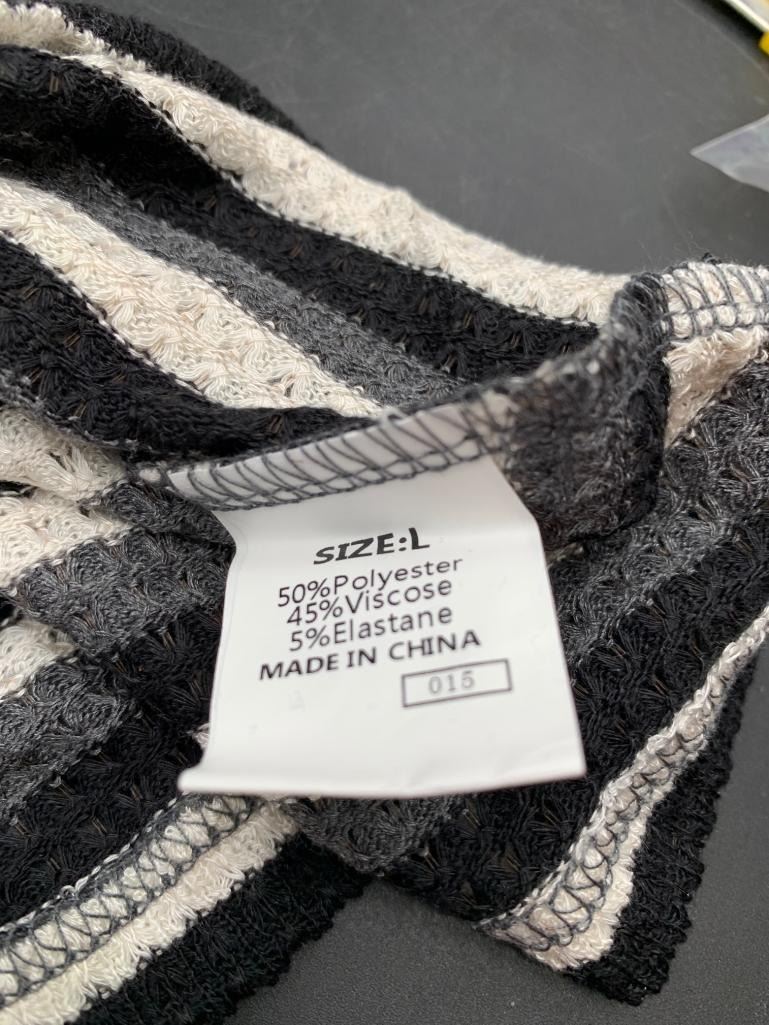 SIZE:L
50%Polyester
45%Viscose
5%Elastane
MADE IN CHINA
015